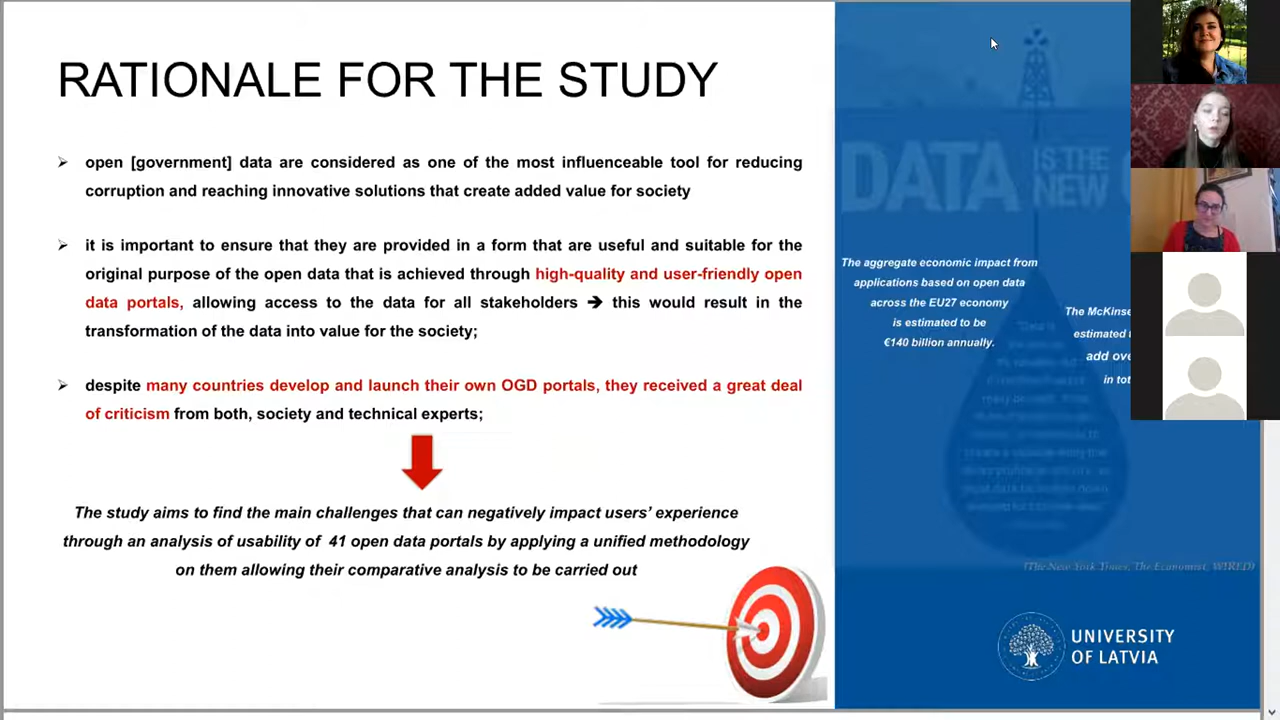 RATIONALE FOR THE STUDY
open [government] data are considered as one of the most influenceable tool for reducing
corruption and reaching innovative solutions that create added value for society
it is important to ensure that they are provided in a form that are useful and suitable for the
original purpose of the open data that is achieved through high-quality and user-friendly open
data portals, allowing access to the data for all stakeholders ➔ this would result in the
transformation of the data into value for the society;
despite many countries develop and launch their own OGD portals, they received a great deal
of criticism from both, society and technical experts;
The study aims to find the main challenges that can negatively impact users’ experience
through an analysis of usability of 41 open data portals by applying a unified methodology
on them allowing their comparative analysis to be carried out
DATA IS THE
NEW
The aggregate economic impact from
applications based on open data
across the EU27 economy
is estimated to be
€140 billion annually.
The McKinse
estimated
add ove
in tot
(The New York Times, The Economist, WIRED)
UNIVERSITY
OF LATVIA